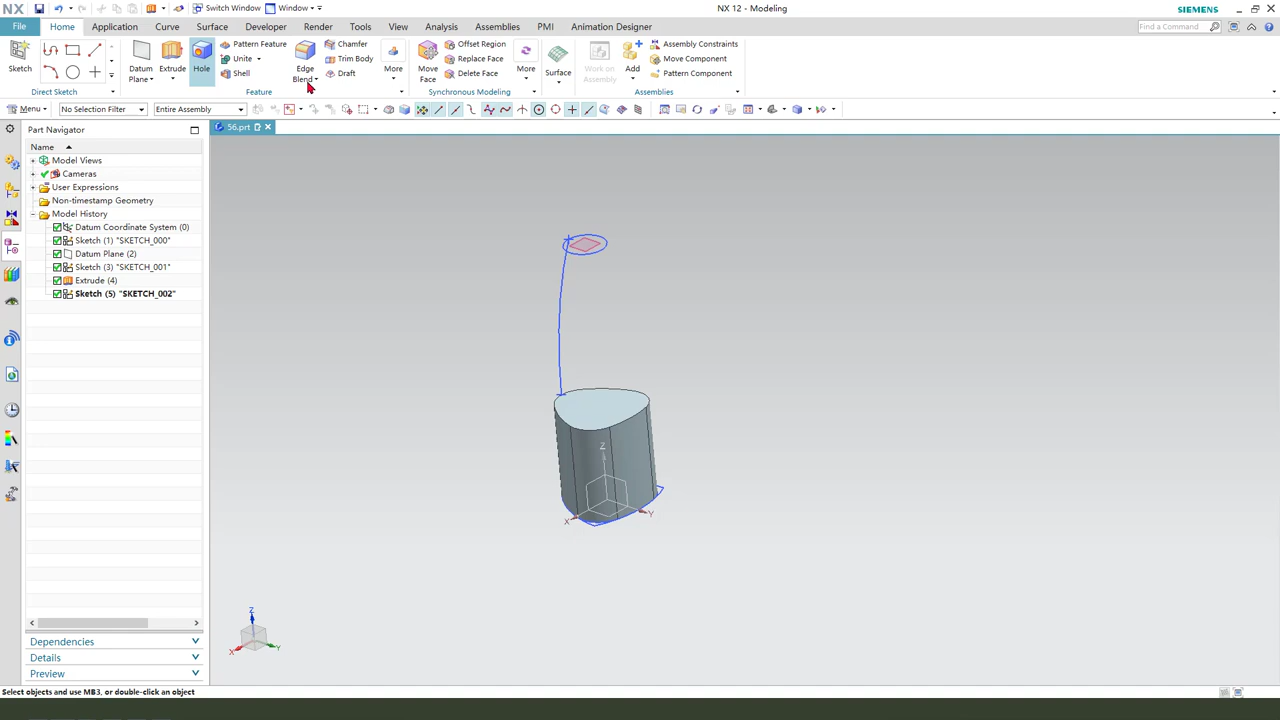 NX
Switch Window
Window
NX 12 - Modeling
SIEMENS
File
Home
Application
Curve
Surface
Developer
Render
Tools
View
Analysis
Assemblies
PMI
Animation Designer
Find a Command
Sketch
Direct Sketch
Datum Plane
Extrude
Hole
Pattern Feature
Unite
Shell
Edge Blend
Chamfer
Trim Body
Draft
More
Feature
Move Face
Offset Region
Replace Face
Delete Face
More
Synchronous Modeling
Surface
Work on Assembly
Add
Assembly Constraints
Move Component
Pattern Component
Assemblies
Menu
No Selection Filter
Entire Assembly
Part Navigator
56.prt
Name
Model Views
Cameras
User Expressions
Non-timestamp Geometry
Model History
Datum Coordinate System (0)
Sketch (1) "SKETCH_000"
Datum Plane (2)
Sketch (3) "SKETCH_001"
Extrude (4)
Sketch (5) "SKETCH_002"
Z
X
Y
Z
X
Y
Dependencies
Details
Preview
Select objects and use MB3, or double-click an object